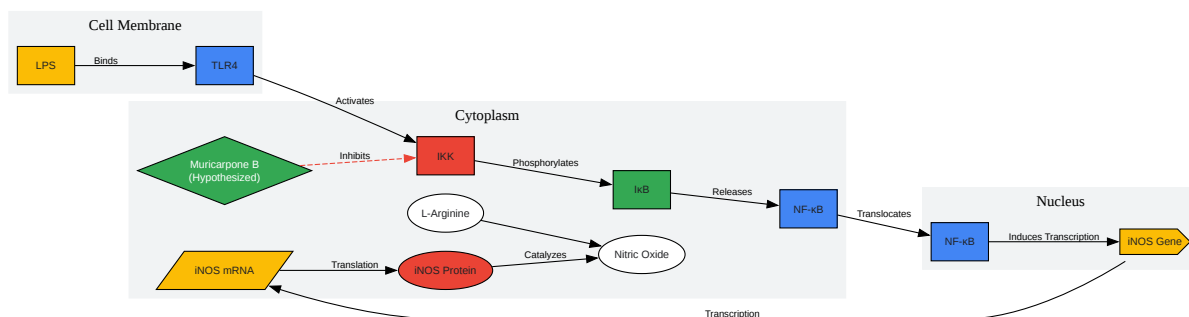 Cell Membrane
LPS
Binds
TLR4
Activates
Cytoplasm
Muricarpone B
(Hypothesized)
Inhibits
IKK
Phosphorylates
IκB
Releases
NF-κB
Translocates
Nucleus
NF-κB
Induces Transcription
iNOS Gene
L-Arginine
Nitric Oxide
iNOS mRNA
Translation
iNOS Protein
Catalyzes
Transcription